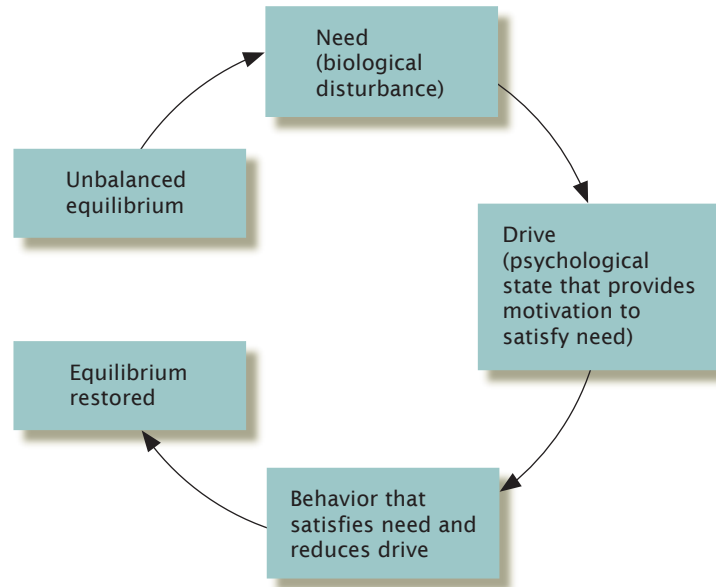 Need
(biological
disturbance)
Unbalanced
equilibrium
Drive
(psychological
state that provides
motivation to
satisfy need)
Equilibrium
restored
Behavior that
satisfies need and
reduces drive